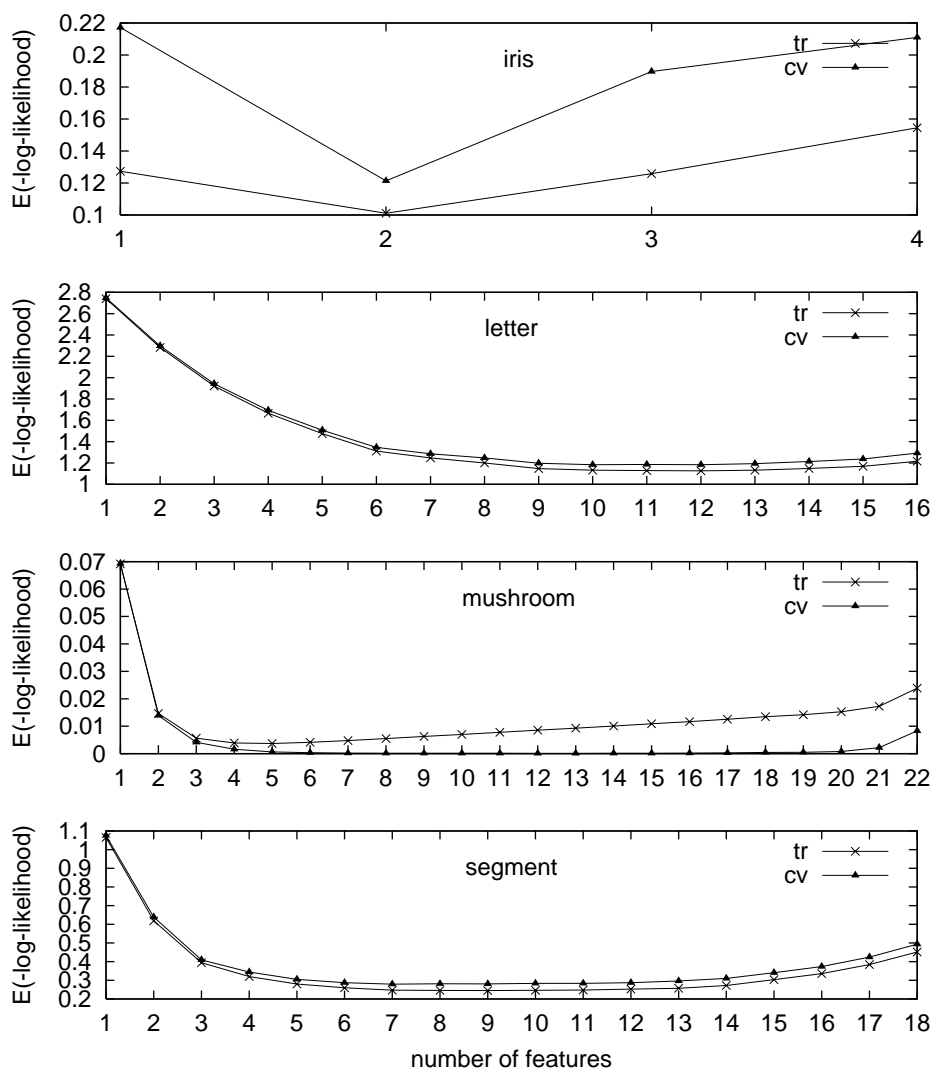 0.22
0.2
0.18
0.16
0.14
0.12
0.1
E(-log-likelihood)
iris
tr
cv
1 2 3 4
2.8
2.4
2.2
2
1.8
1.6
1.4
1.2
1
E(-log-likelihood)
letter
tr
cv
1 2 3 4 5 6 7 8 9 10 11 12 13 14 15 16
0.07
0.06
0.05
0.04
0.03
0.02
0.01
0
E(-log-likelihood)
mushroom
tr
cv
1 2 3 4 5 6 7 8 9 10 11 12 13 14 15 16 17 18 19 20 21 22
1.1
1
0.9
0.8
0.7
0.6
0.5
0.4
0.3
0.2
E(-log-likelihood)
segment
tr
cv
1 2 3 4 5 6 7 8 9 10 11 12 13 14 15 16 17 18
number of features